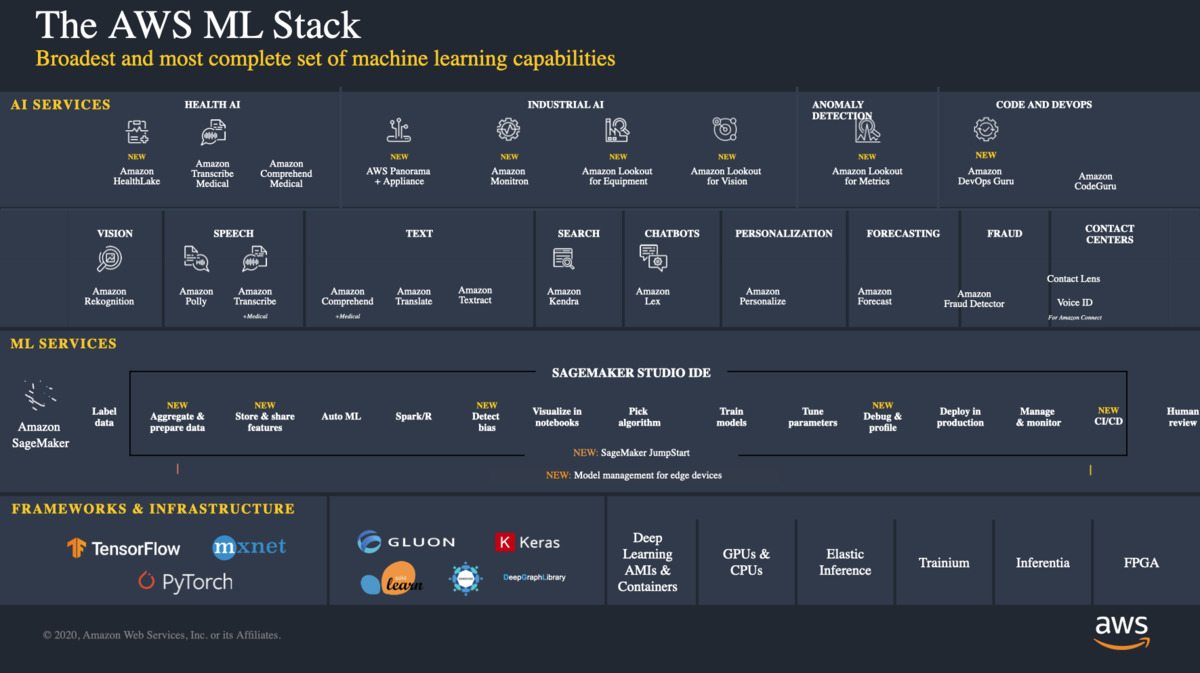 The AWS ML Stack
Broadest and most complete set of machine learning capabilities
AI SERVICES
HEALTH AI
INDUSTRIAL AI
ANOMALY
DETECTION
CODE AND DEVOPS
NEW
Amazon
HealthLake
Amazon
Transcribe
Medical
Amazon
Comprehend
Medical
NEW
AWS Panorama
+ Appliance
NEW
Amazon
Monitron
NEW
Amazon Lookout
for Equipment
NEW
Amazon Lookout
for Vision
NEW
Amazon Lookout
for Metrics
NEW
Amazon
DevOps Guru
Amazon
CodeGuru
VISION
Amazon
Rekognition
SPEECH
Amazon
Polly
Amazon
Transcribe
+Medical
TEXT
Amazon
Comprehend
+Medical
Amazon
Translate
Amazon
Textract
SEARCH
Amazon
Kendra
CHATBOTS
Amazon
Lex
PERSONALIZATION
Amazon
Personalize
FORECASTING
Amazon
Forecast
FRAUD
Amazon
Fraud Detector
CONTACT
CENTERS
Contact Lens
Voice ID
For Amazon Connect
ML SERVICES
Amazon
SageMaker
Label
data
SAGEMAKER STUDIO IDE
NEW
Aggregate &
prepare data
NEW
Store & share
features
Auto ML
Spark/R
NEW
Detect
bias
Visualize in
notebooks
Pick
algorithm
Train
models
Tune
parameters
NEW
Debug &
profile
Deploy in
production
Manage
& monitor
NEW
CI/CD
Human
review
NEW: SageMaker JumpStart
NEW: Model management for edge devices
FRAMEWORKS & INFRASTRUCTURE
TensorFlow
mxnet
PyTorch
GLUON
Keras
learn
DeepGraphLibrary
Deep
Learning
AMIs &
Containers
GPUs &
CPUs
Elastic
Inference
Trainium
Inferentia
FPGA
© 2020, Amazon Web Services, Inc. or its Affiliates.
aws